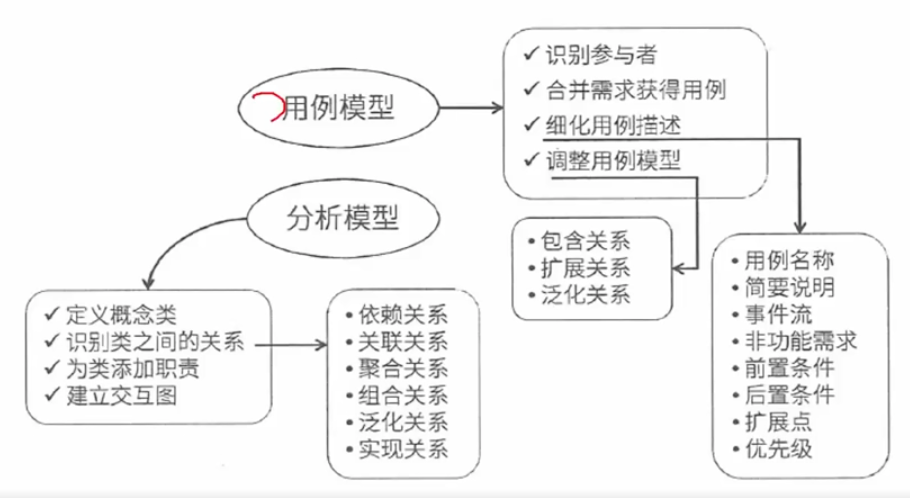 用例模型
✓ 识别参与者
✓ 合并需求获得用例
✓ 细化用例描述
✓ 调整用例模型
分析模型
• 包含关系
• 扩展关系
• 泛化关系
• 用例名称
• 简要说明
• 事件流
• 非功能需求
• 前置条件
• 后置条件
• 扩展点
• 优先级
✓ 定义概念类
✓ 识别类之间的关系
✓ 为类添加职责
✓ 建立交互图
• 依赖关系
• 关联关系
• 聚合关系
• 组合关系
• 泛化关系
• 实现关系